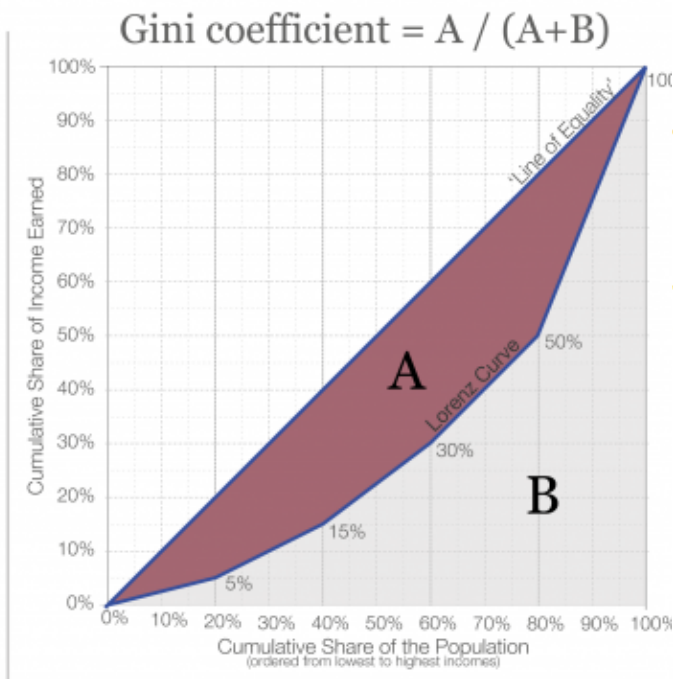 Gini coefficient = A / (A+B)
100%
90%
80%
70%
60%
50%
40%
30%
20%
10%
0%
Cumulative Share of Income Earned
'Line of Equality'
100
A
Lorenz Curve
50%
30%
B
15%
5%
0% 10% 20% 30% 40% 50% 60% 70% 80% 90% 100%
Cumulative Share of the Population
(ordered from lowest to highest incomes)